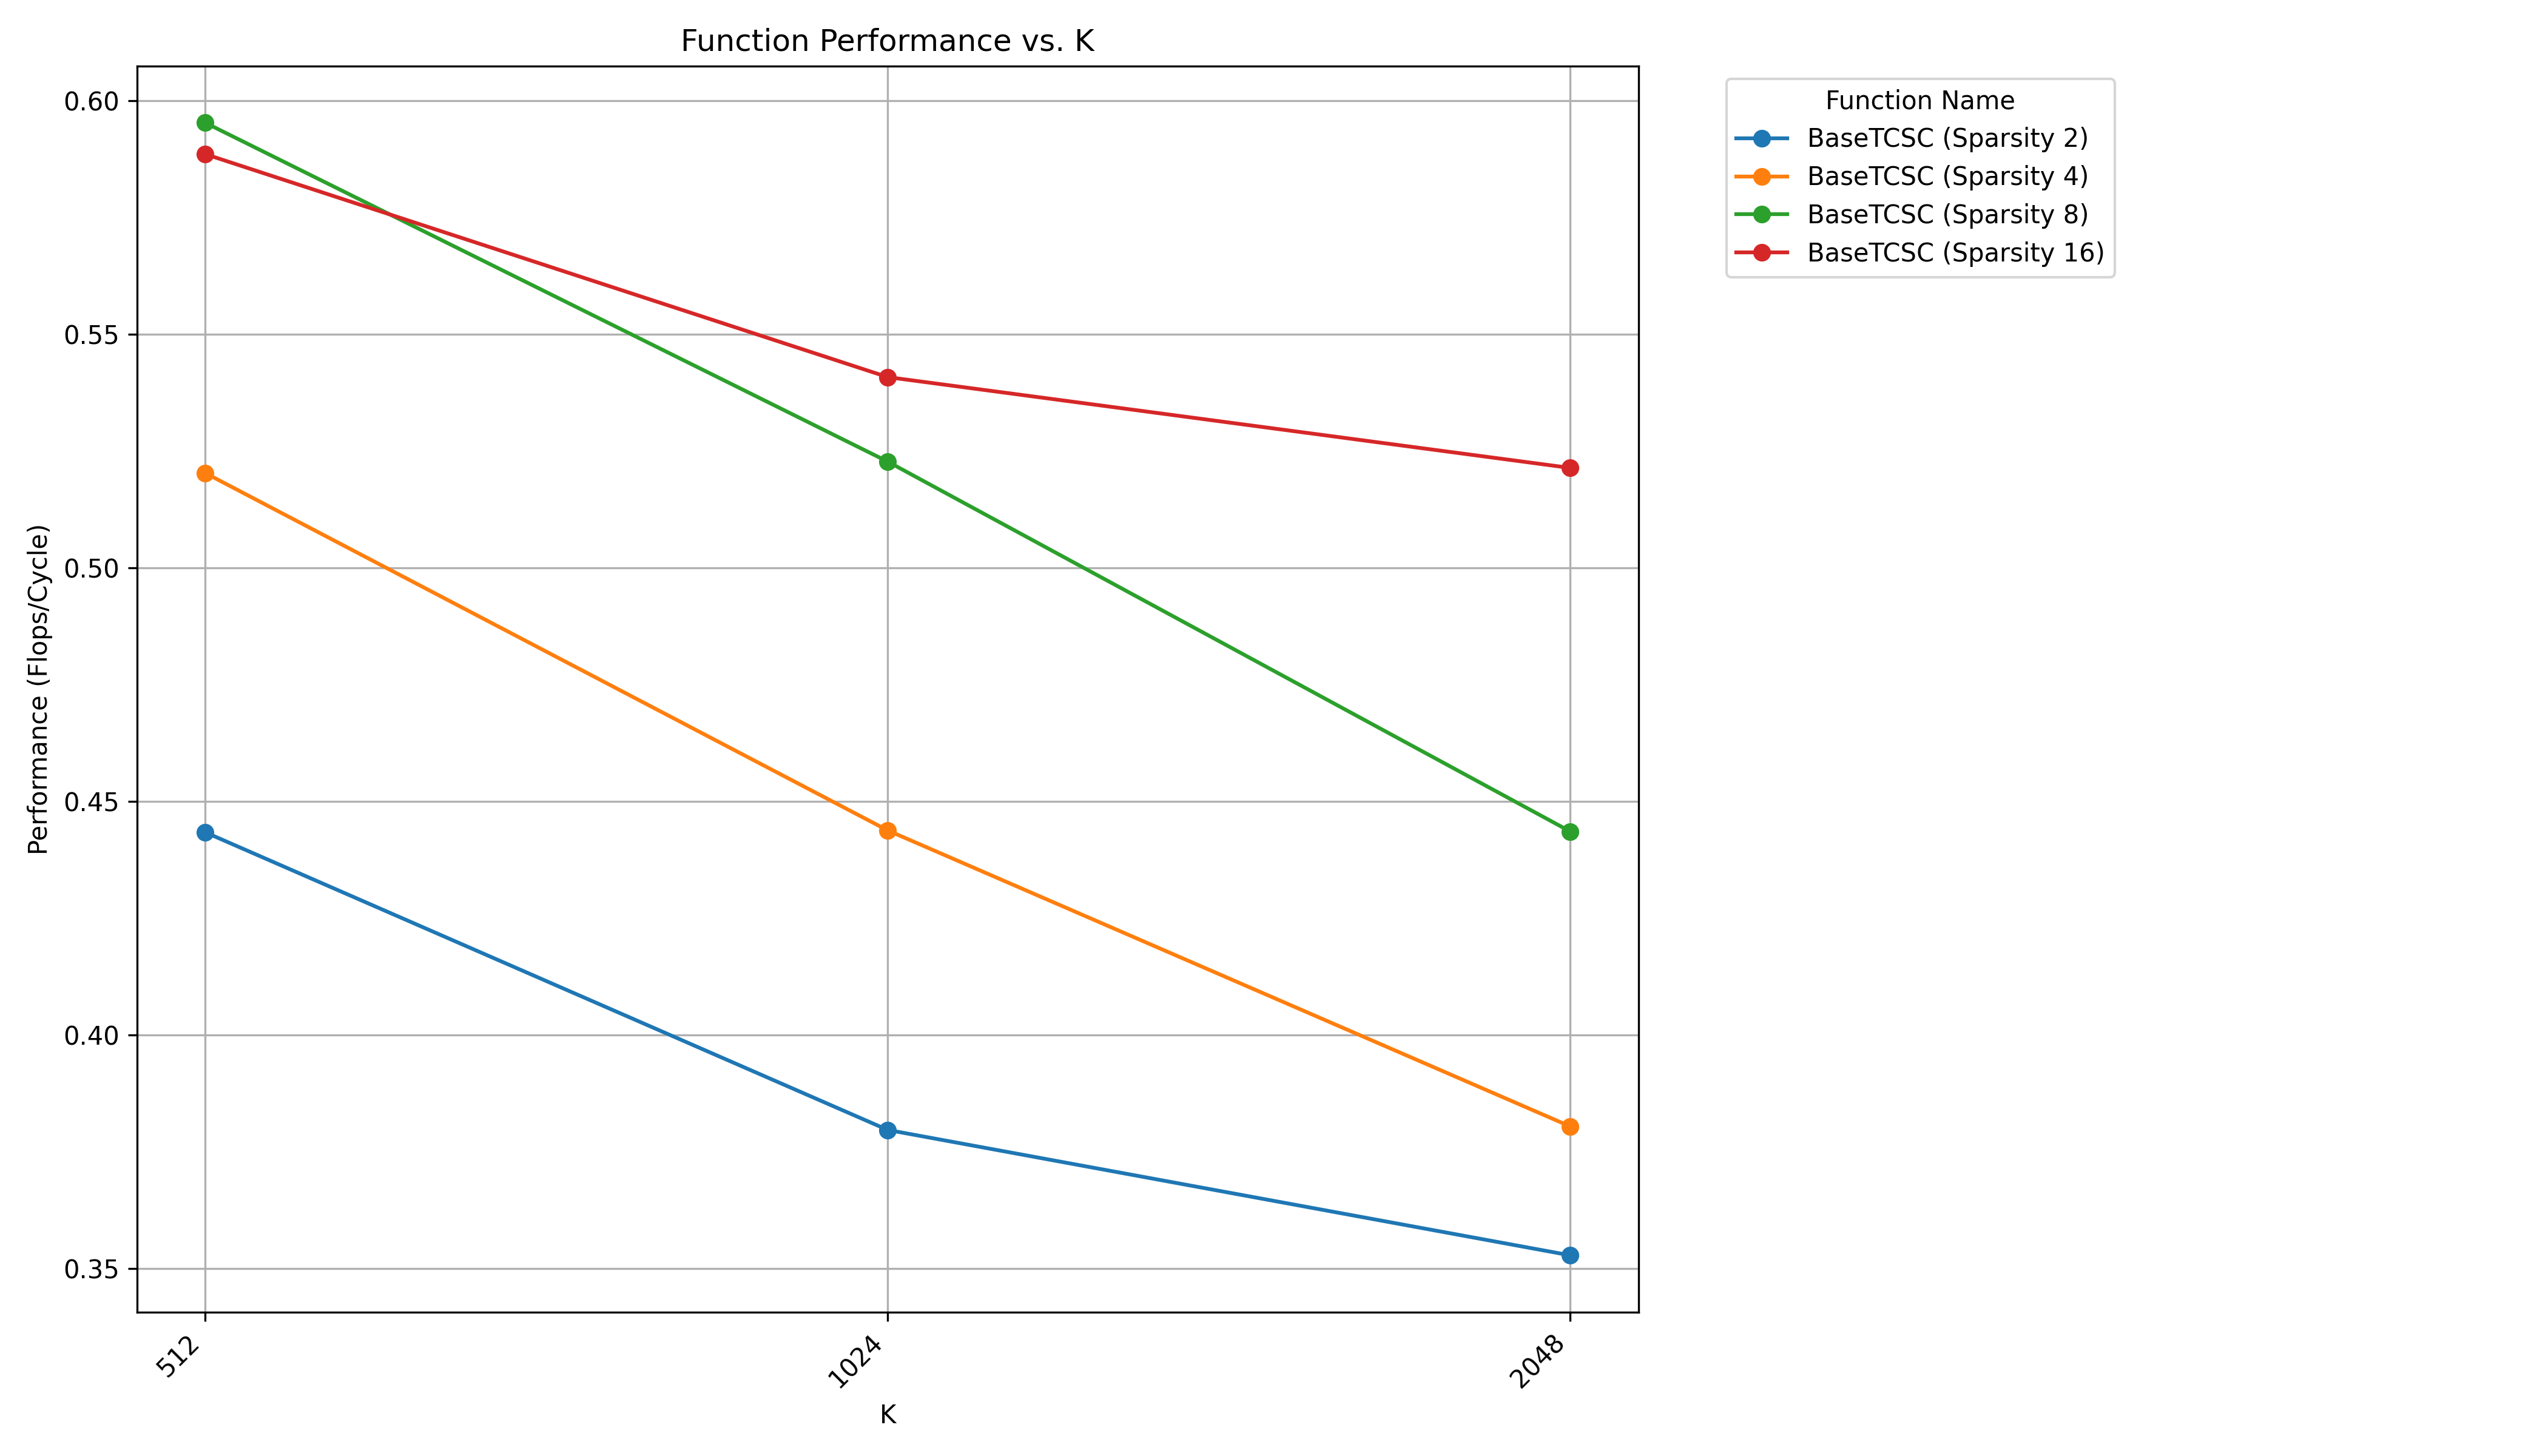 Function Performance vs. K
Performance (Flops/Cycle)
0.60
0.55
0.50
0.45
0.40
0.35
512
1024
2048
K
Function Name
BaseTCSC (Sparsity 2)
BaseTCSC (Sparsity 4)
BaseTCSC (Sparsity 8)
BaseTCSC (Sparsity 16)